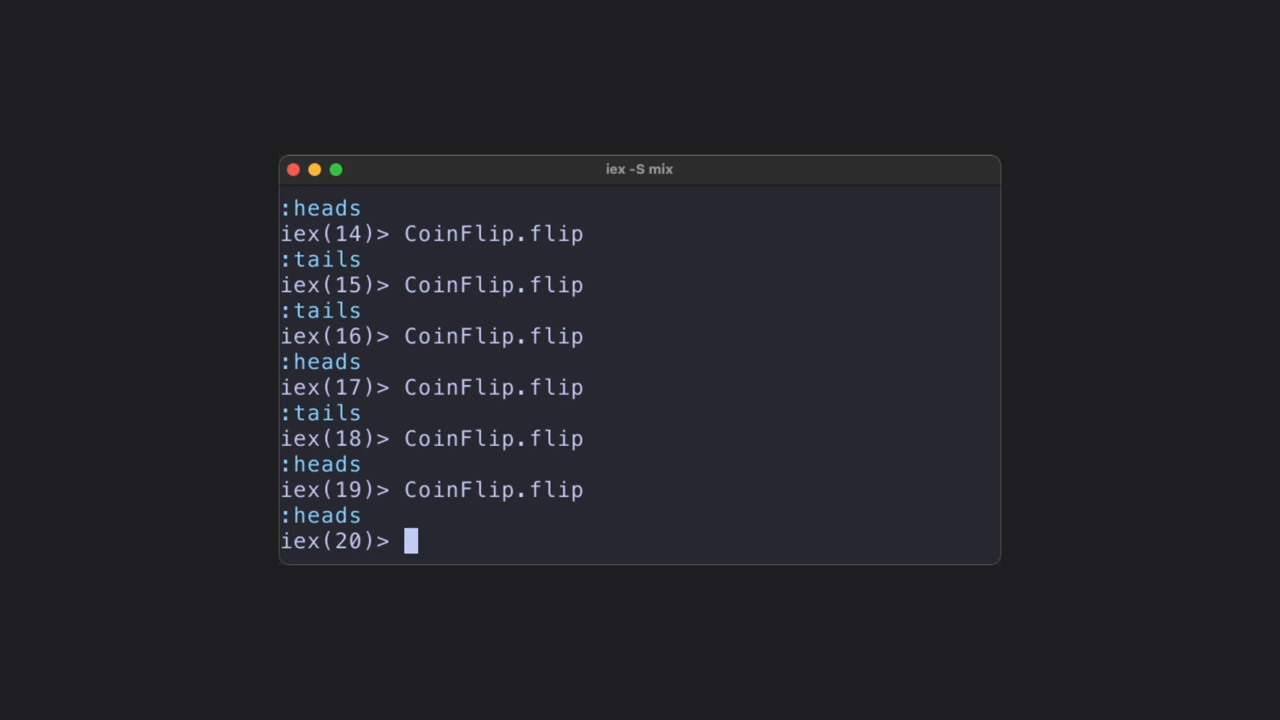 iex -S mix
:heads
iex(14)> CoinFlip.flip
:tails
iex(15)> CoinFlip.flip
:tails
iex(16)> CoinFlip.flip
:heads
iex(17)> CoinFlip.flip
:tails
iex(18)> CoinFlip.flip
:heads
iex(19)> CoinFlip.flip
:heads
iex(20)>